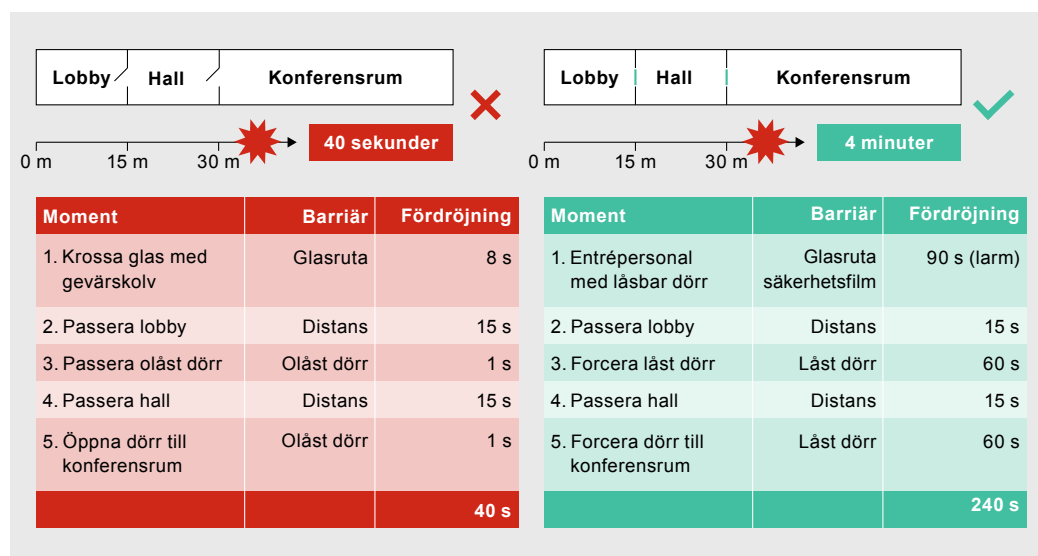 Lobby Hall Konferensrum
40 sekunder
0 m 15 m 30 m
Moment Barriär Fördröjning
1. Krossa glas med Glasruta 8 s
gevärskolv
2. Passera lobby Distans 15 s
3. Passera olåst dörr Olåst dörr 1 s
4. Passera hall Distans 15 s
5. Öppna dörr till Olåst dörr 1 s
konferensrum
40 s
Lobby Hall Konferensrum
4 minuter
0 m 15 m 30 m
Moment Barriär Fördröjning
1. Entrépersonal Glasruta 90 s (larm)
med låsbar dörr säkerhetsfilm
2. Passera lobby Distans 15 s
3. Forcera låst dörr Låst dörr 60 s
4. Passera hall Distans 15 s
5. Forcera dörr till Låst dörr 60 s
konferensrum
240 s